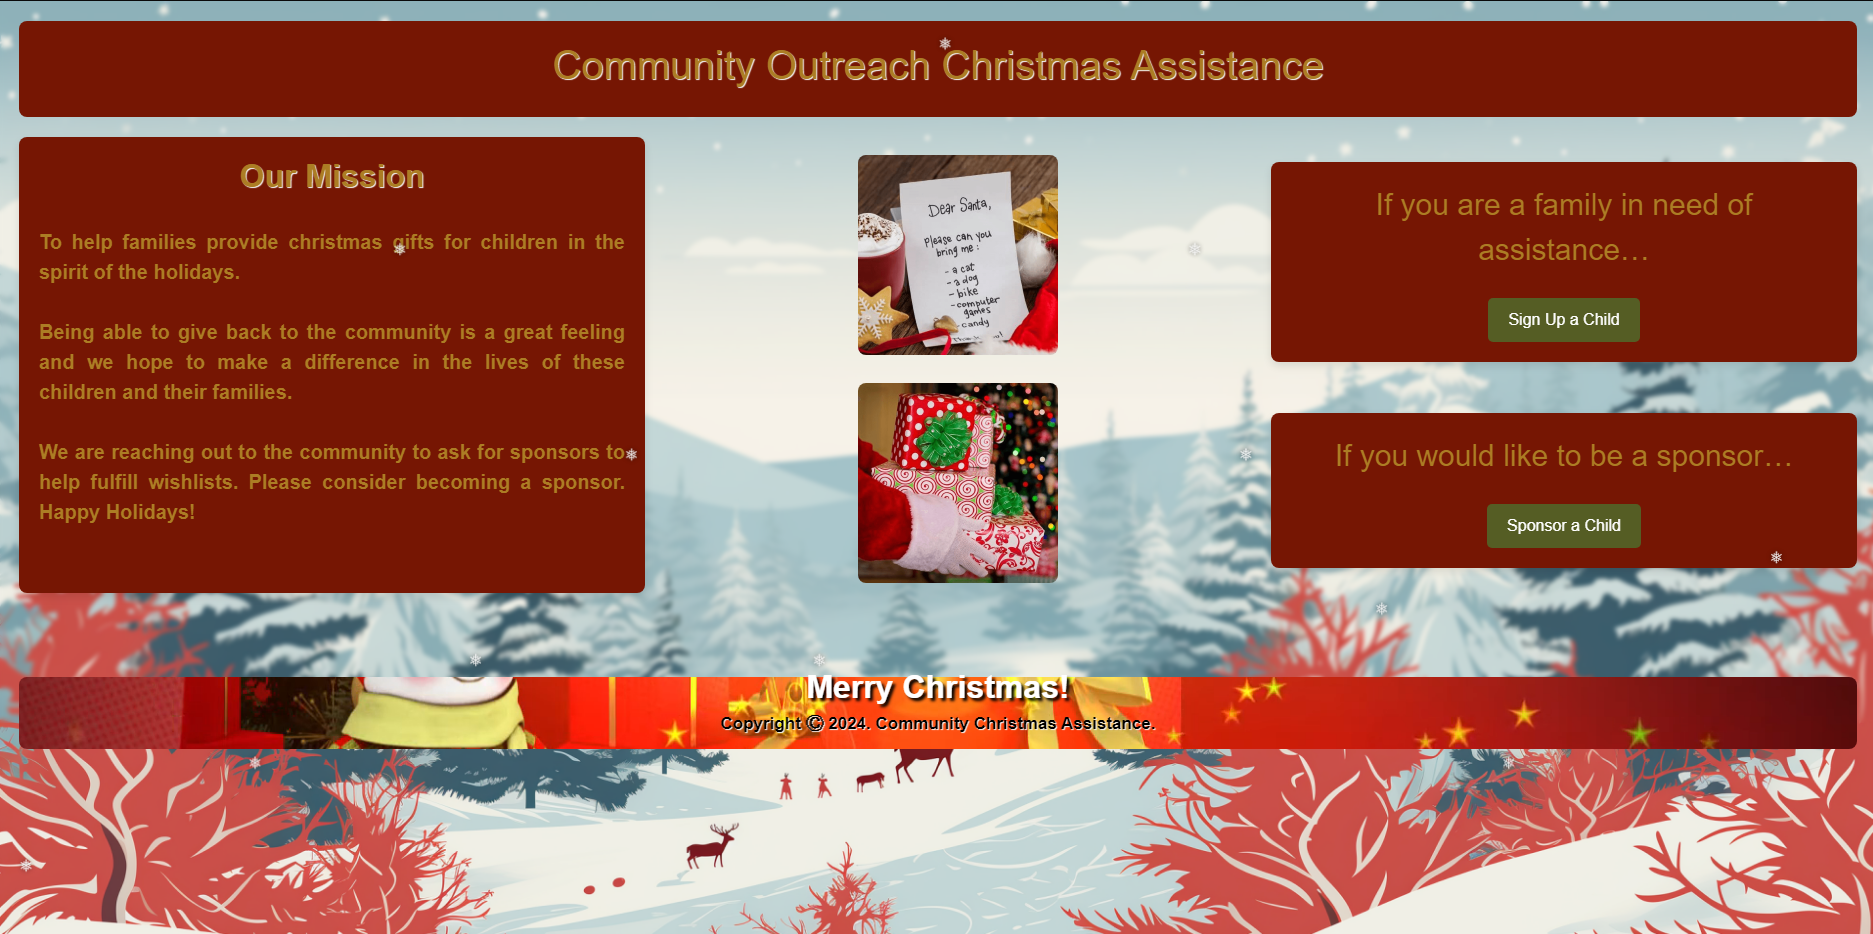 Community Outreach Christmas Assistance
Our Mission
To help families provide christmas gifts for children in the
spirit of the holidays.
Being able to give back to the community is a great feeling
and we hope to make a difference in the lives of these
children and their families.
We are reaching out to the community to ask for sponsors to
help fulfill wishlists. Please consider becoming a sponsor.
Happy Holidays!
Dear Santa,
please can you
bring me:
- a cat
- a dog
- bike
- computer
games
- candy
If you are a family in need of
assistance…
Sign Up a Child
If you would like to be a sponsor…
Sponsor a Child
Merry Christmas!
Copyright © 2024. Community Christmas Assistance.